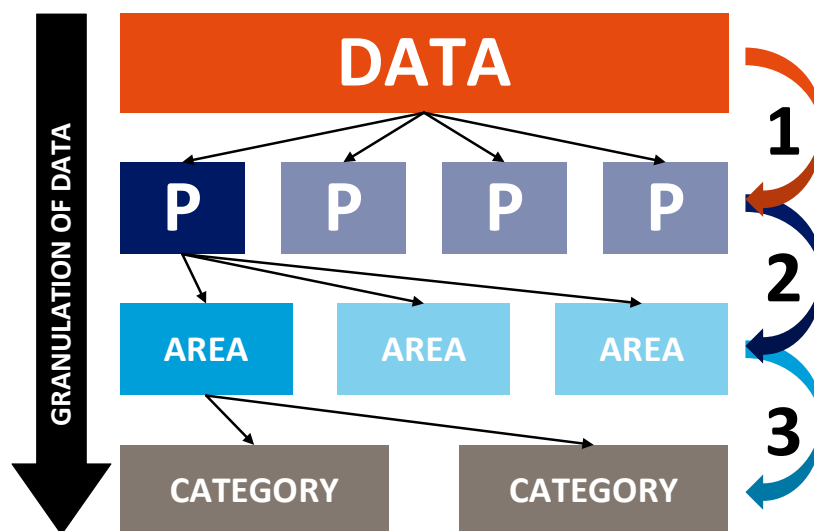 DATA
1
P P P P
2
AREA AREA AREA
3
CATEGORY CATEGORY
GRANULATION OF DATA